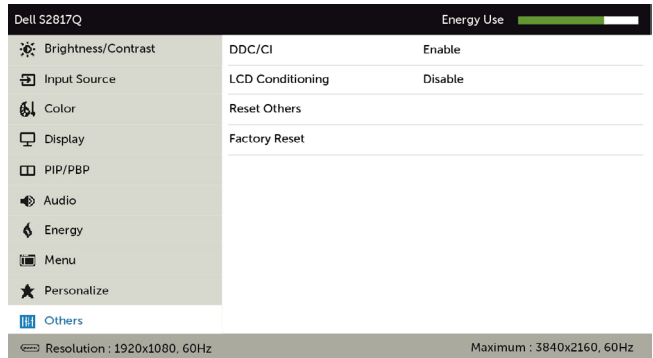 Dell S2817Q Energy Use
Brightness/Contrast DDC/CI Enable
Input Source LCD Conditioning Disable
Color Reset Others
Display Factory Reset
PIP/PBP
Audio
Energy
Menu
Personalize
Others
Resolution : 1920x1080, 60Hz Maximum : 3840x2160, 60Hz